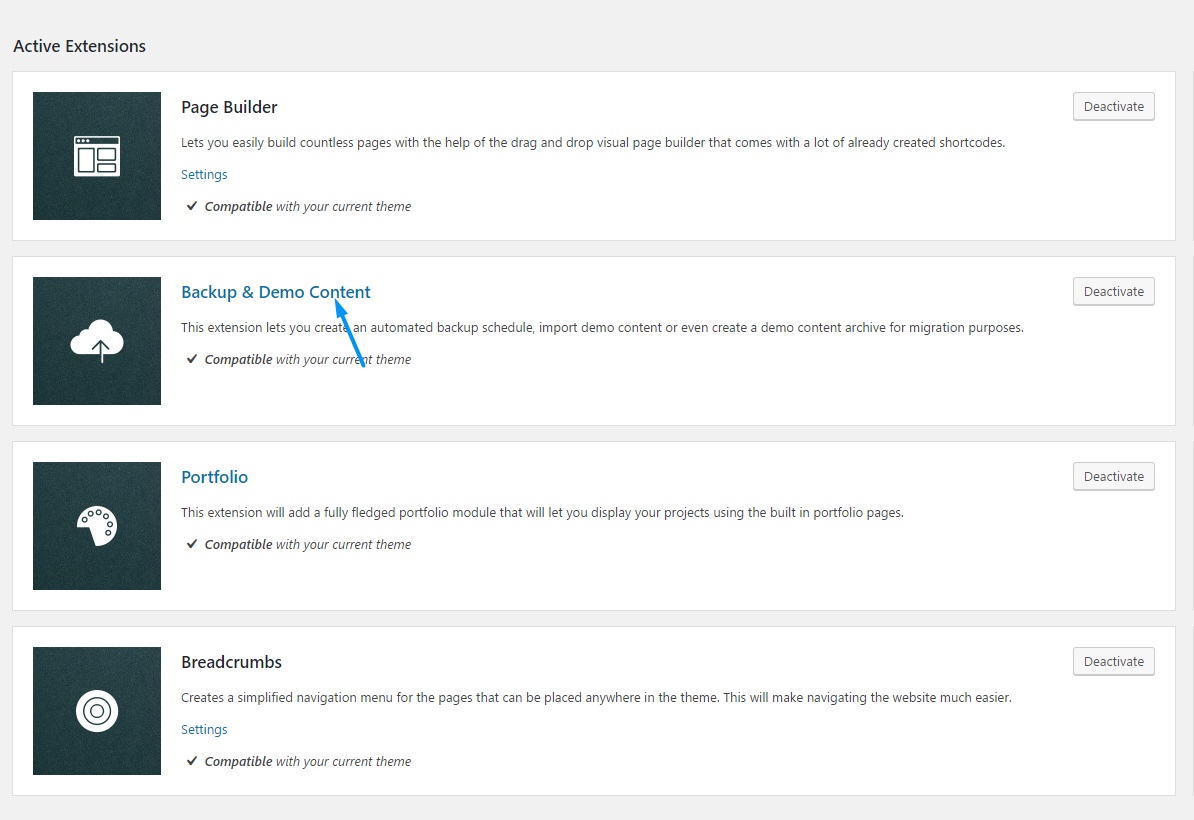 Active Extensions
Page Builder
Deactivate
Lets you easily build countless pages with the help of the drag and drop visual page builder that comes with a lot of already created shortcodes.
Settings
Compatible with your current theme
Backup & Demo Content
Deactivate
This extension lets you create an automated backup schedule, import demo content or even create a demo content archive for migration purposes.
Compatible with your current theme
Portfolio
Deactivate
This extension will add a fully fledged portfolio module that will let you display your projects using the built in portfolio pages.
Compatible with your current theme
Breadcrumbs
Deactivate
Creates a simplified navigation menu for the pages that can be placed anywhere in the theme. This will make navigating the website much easier.
Settings
Compatible with your current theme